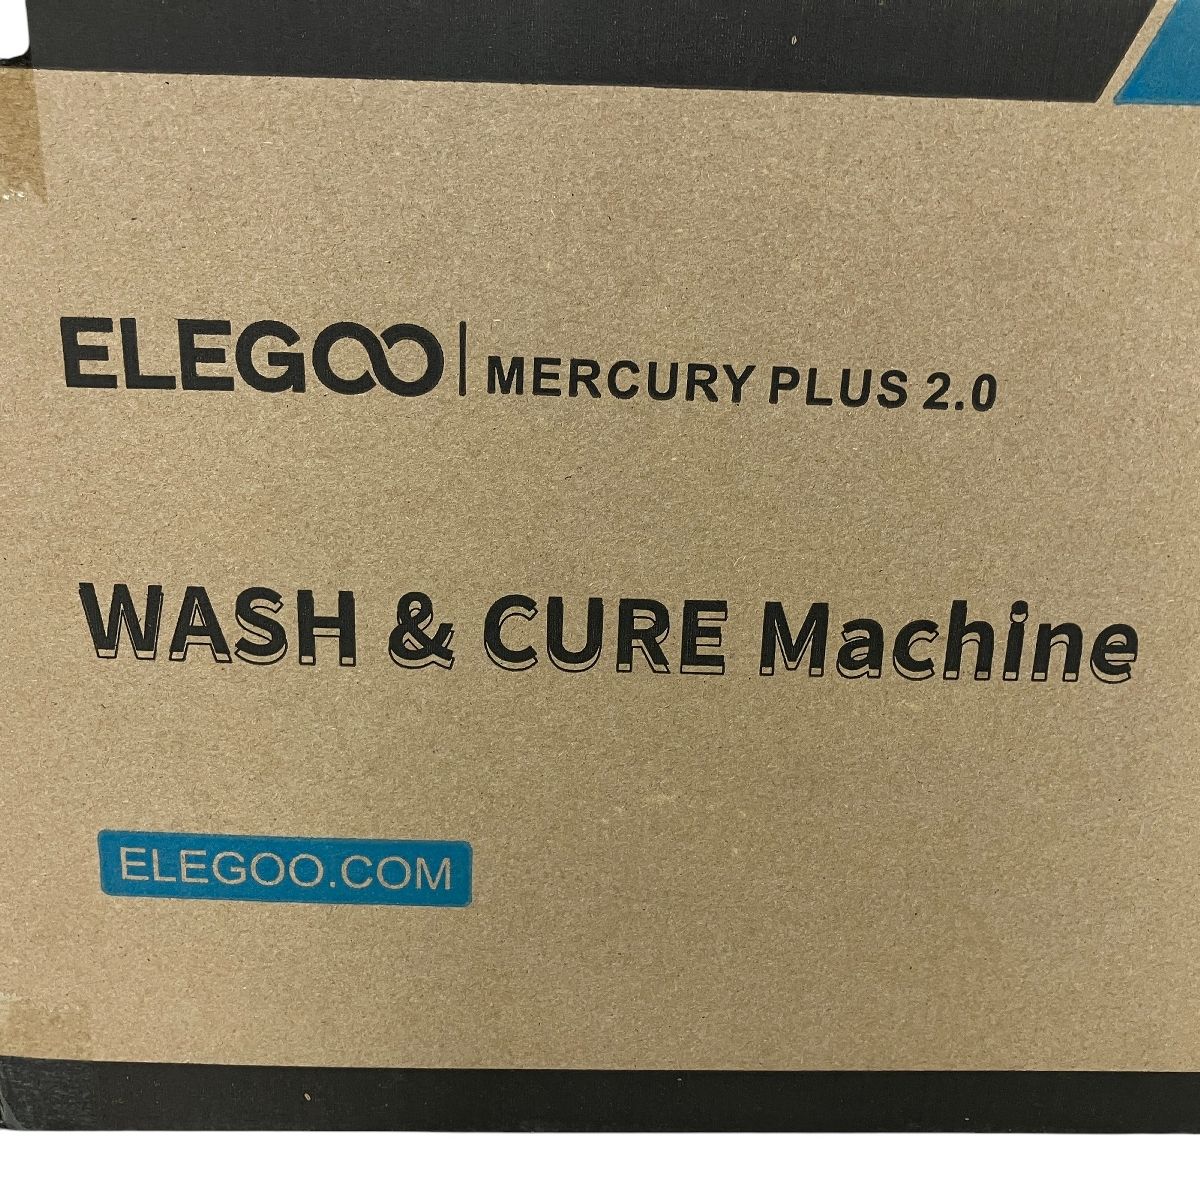 ELEGOO | MERCURY PLUS 2.0
WASH & CURE Machine
ELEGOO.COM